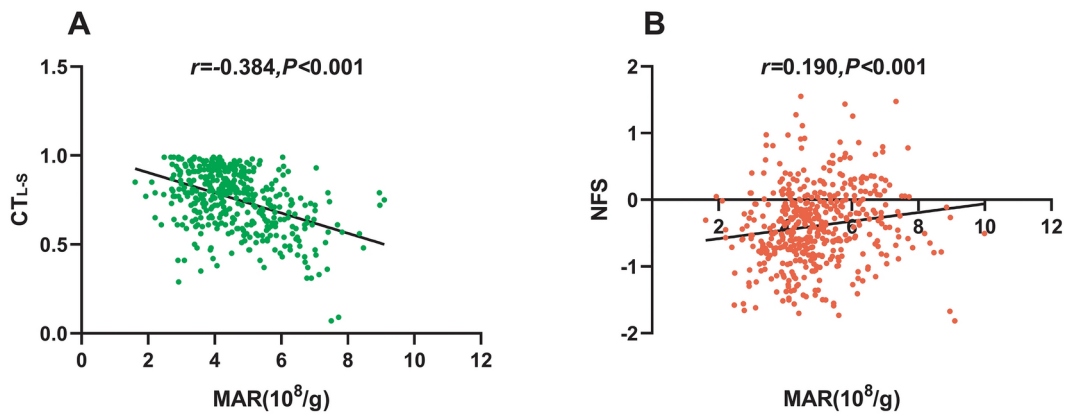 A
r=-0.384,P<0.001
1.5
1.0
0.5
0.0
CTL-S
0 2 4 6 8 10 12
MAR(10⁸/g)
B
r=0.190,P<0.001
2
1
0
-1
-2
NFS
2 4 6 8 10 12
MAR(10⁸/g)